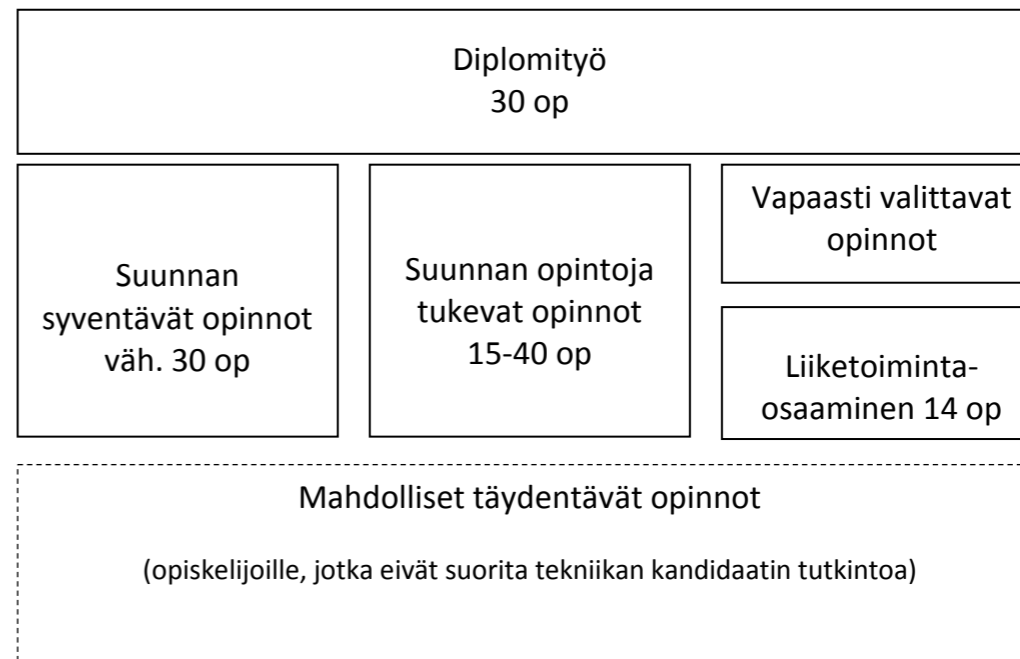 Diplomityö
30 op
Suunnan
syventävät opinnot
väh. 30 op
Suunnan opintoja
tukevat opinnot
15-40 op
Vapaasti valittavat
opinnot
Liiketoiminta-
osaaminen 14 op
Mahdolliset täydentävät opinnot
(opiskelijoille, jotka eivät suorita tekniikan kandidaatin tutkintoa)